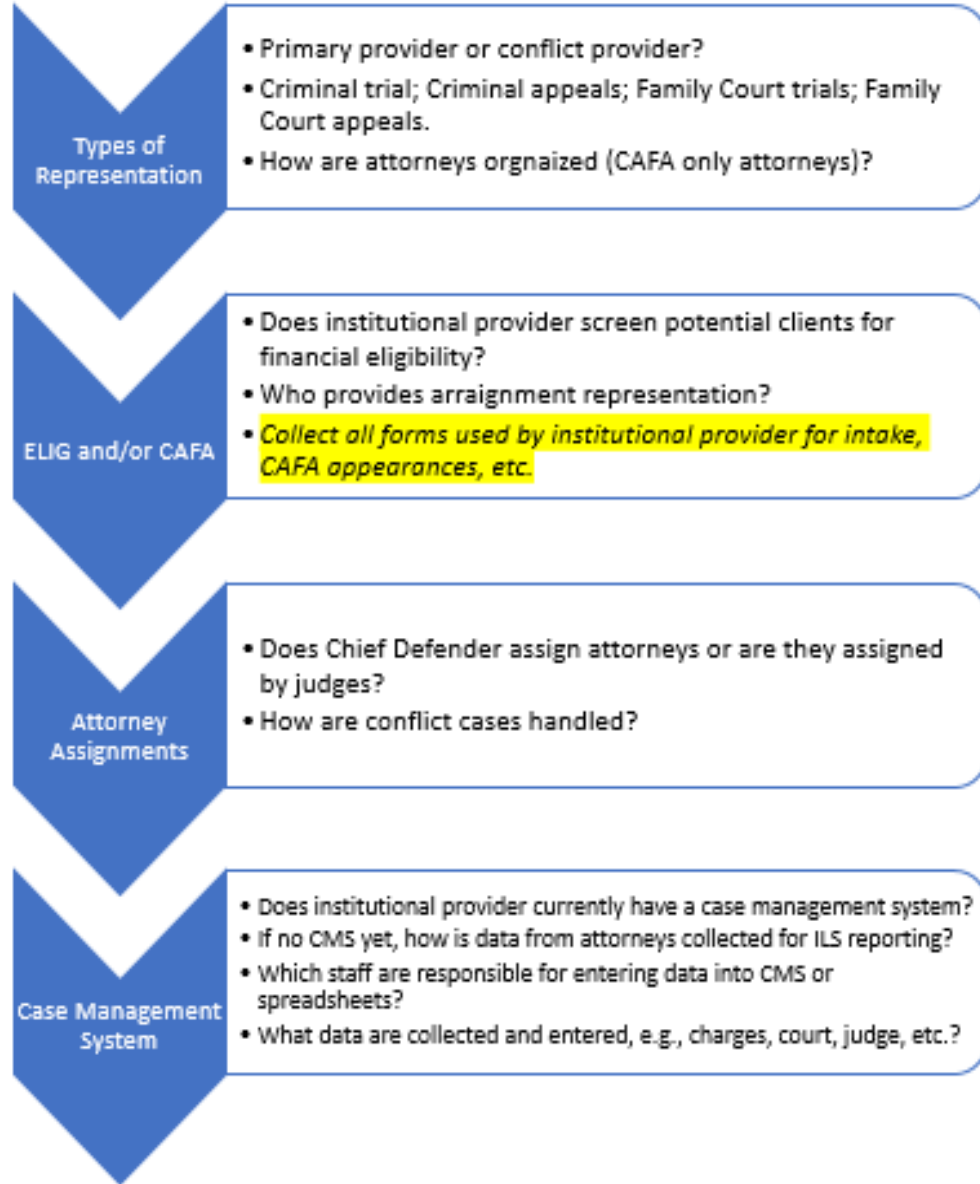 Types of
Representation
• Primary provider or conflict provider?
• Criminal trial; Criminal appeals; Family Court trials; Family
Court appeals.
• How are attorneys orgnaized (CAFA only attorneys)?
ELIG and/or CAFA
• Does institutional provider screen potential clients for
financial eligibility?
• Who provides arraignment representation?
• Collect all forms used by institutional provider for intake,
CAFA appearances, etc.
Attorney
Assignments
• Does Chief Defender assign attorneys or are they assigned
by judges?
• How are conflict cases handled?
Case Management
System
• Does institutional provider currently have a case management system?
• If no CMS yet, how is data from attorneys collected for ILS reporting?
• Which staff are responsible for entering data into CMS or
spreadsheets?
• What data are collected and entered, e.g., charges, court, judge, etc.?